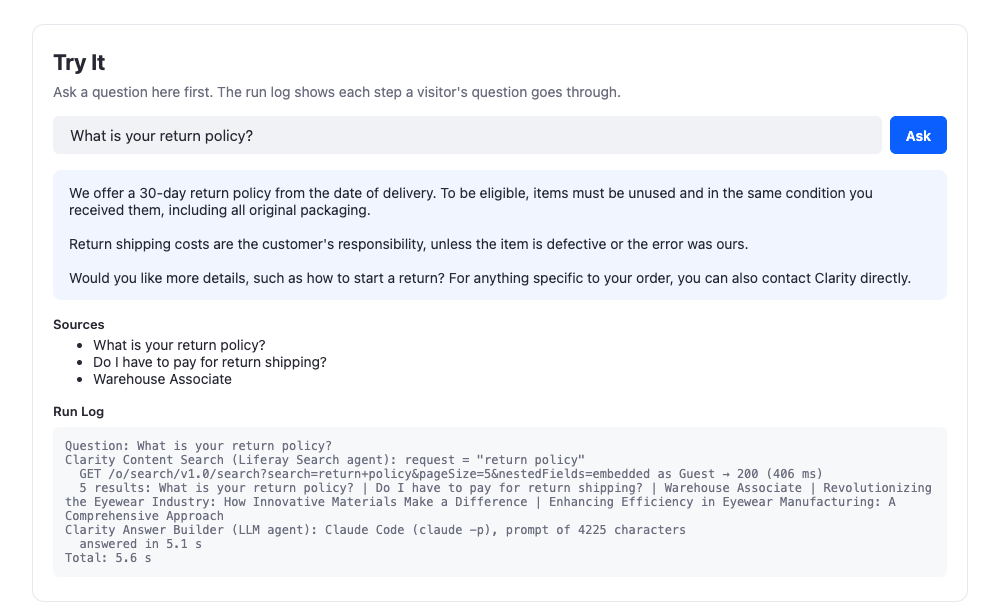 Try It
Ask a question here first. The run log shows each step a visitor's question goes through.
What is your return policy?
Ask
We offer a 30-day return policy from the date of delivery. To be eligible, items must be unused and in the same condition you
received them, including all original packaging.
Return shipping costs are the customer's responsibility, unless the item is defective or the error was ours.
Would you like more details, such as how to start a return? For anything specific to your order, you can also contact Clarity directly.
Sources
• What is your return policy?
• Do I have to pay for return shipping?
• Warehouse Associate
Run Log
Question: What is your return policy?
Clarity Content Search (Liferay Search agent): request = "return policy"
GET /o/search/v1.0/search?search=return+policy&pageSize=5&nestedFields=embedded as Guest → 200 (406 ms)
5 results: What is your return policy? | Do I have to pay for return shipping? | Warehouse Associate | Revolutionizing
the Eyewear Industry: How Innovative Materials Make a Difference | Enhancing Efficiency in Eyewear Manufacturing: A
Comprehensive Approach
Clarity Answer Builder (LLM agent): Claude Code (claude -p), prompt of 4225 characters
answered in 5.1 s
Total: 5.6 s